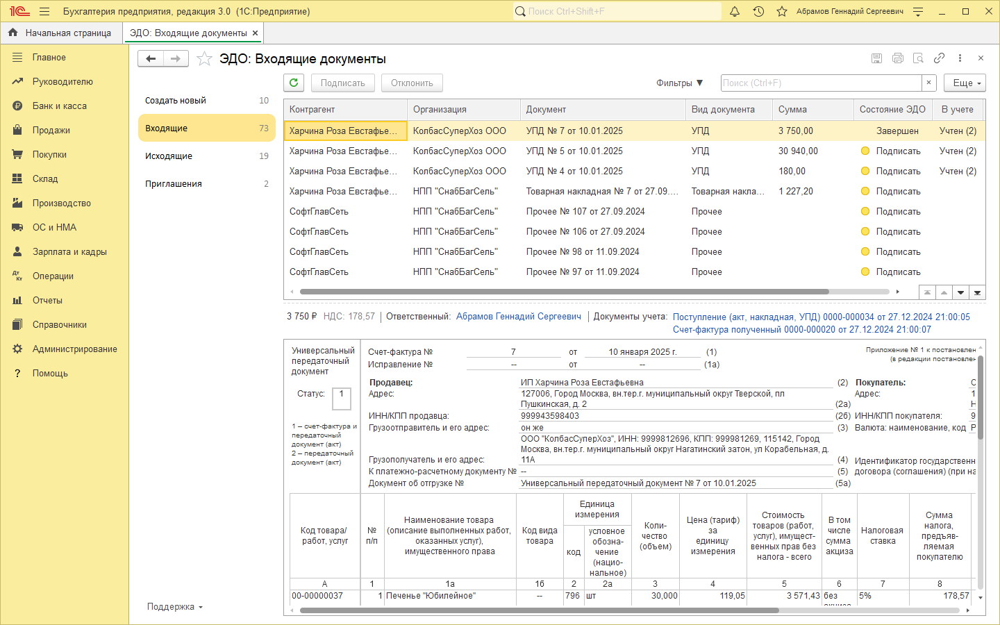 1С Бухгалтерия предприятия, редакция 3.0 (1С:Предприятие)
Поиск Ctrl+Shift+F
Абрамов Геннадий Сергеевич
Начальная страница
ЭДО: Входящие документы ×
Главное
Руководителю
Банк и касса
Продажи
Покупки
Склад
Производство
ОС и НМА
Зарплата и кадры
Дт Кт Операции
Отчеты
Справочники
Администрирование
? Помощь
ЭДО: Входящие документы
Создать новый 10
Входящие 73
Исходящие 19
Приглашения 2
Поддержка
Подписать
Отклонить
Фильтры
Поиск (Ctrl+F)
×
Еще
Контрагент Организация Документ Вид документа Сумма Состояние ЭДО В учете
Харчина Роза Евстафье... КолбасСуперХоз ООО УПД № 7 от 10.01.2025 УПД 3 750,00 Завершен Учтен (2)
Харчина Роза Евстафье... КолбасСуперХоз ООО УПД № 5 от 10.01.2025 УПД 30 940,00 Подписать Учтен (2)
Харчина Роза Евстафье... КолбасСуперХоз ООО УПД № 4 от 10.01.2025 УПД 180,00 Подписать Учтен (2)
Харчина Роза Евстафье... НПП "СнабБагСель" Товарная накладная № 7 от 27.09.... Товарная накла... 1 227,20 Подписать
СофтГлавСеть НПП "СнабБагСель" Прочее № 107 от 27.09.2024 Прочее Подписать
СофтГлавСеть НПП "СнабБагСель" Прочее № 106 от 27.09.2024 Прочее Подписать
СофтГлавСеть НПП "СнабБагСель" Прочее № 98 от 11.09.2024 Прочее Подписать
СофтГлавСеть НПП "СнабБагСель" Прочее № 97 от 11.09.2024 Прочее Подписать
3 750 ₽ НДС: 178,57 Ответственный: Абрамов Геннадий Сергеевич Документы учета: Поступление (акт, накладная, УПД) 0000-000034 от 27.12.2024 21:00:05
Счет-фактура полученный 0000-000020 от 27.12.2024 21:00:07
Универсальный
передаточный
документ
Статус: 1
1 – счет-фактура и
передаточный
документ (акт)
2 – передаточный
документ (акт)
Счет-фактура № 7 от 10 января 2025 г. (1)
Исправление № -- от -- (1а)
Приложение № 1 к постановлен
(в редакции постановлен
Продавец: ИП Харчина Роза Евстафьевна (2) Покупатель: О
Адрес: 127006, Город Москва, вн.тер.г. муниципальный округ Тверской, пл Адрес: 1
Пушкинская, д. 2 (2а) Н
ИНН/КПП продавца: 999943598403 (2б) ИНН/КПП покупателя: 9
Грузоотправитель и его адрес: он же (3) Валюта: наименование, код Р
ООО "КолбасСуперХоз", ИНН: 9999812696, КПП: 999981269, 115142, Город
Москва, вн.тер.г. муниципальный округ Нагатинский затон, ул Корабельная, д.
Грузополучатель и его адрес: 11А (4) Идентификатор государственн
К платежно-расчетному документу № -- (5) договора (соглашения) (при на
Документ об отгрузке № Универсальный передаточный документ № 7 от 10.01.2025 (5а)
Код товара/
работ, услуг
№
п/п
Наименование товара
(описание выполненных работ,
оказанных услуг),
имущественного права
Код вида
товара
Единица
измерения
код
условное
обозна-
чение
(нацио-
нальное)
Коли-
чество
(объем)
Цена (тариф)
за
единицу
измерения
Стоимость
товаров (работ,
услуг), имущест-
венных прав без
налога - всего
В том
числе
сумма
акциза
Налоговая
ставка
Сумма
налога,
предъяв-
ляемая
покупателю
А 1 1а 1б 2 2а 3 4 5 6 7 8
00-00000037 1 Печенье "Юбилейное" -- 796 шт 30,000 119,05 3 571,43 без 5% 178,57
акциза